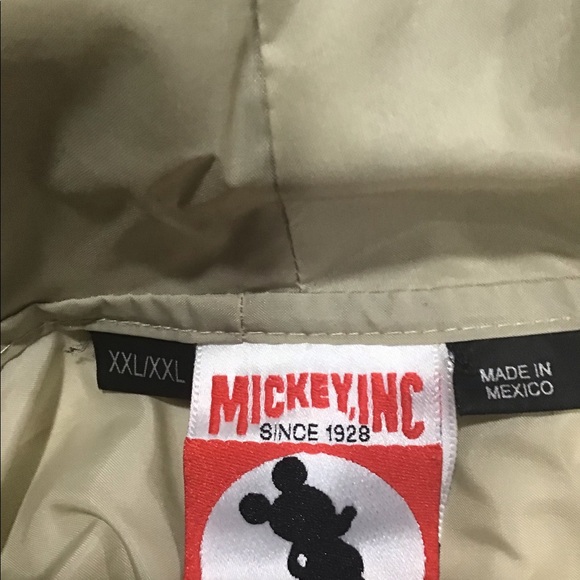 XXL/XXL
MICKEY, INC
SINCE 1928
MADE IN
MEXICO